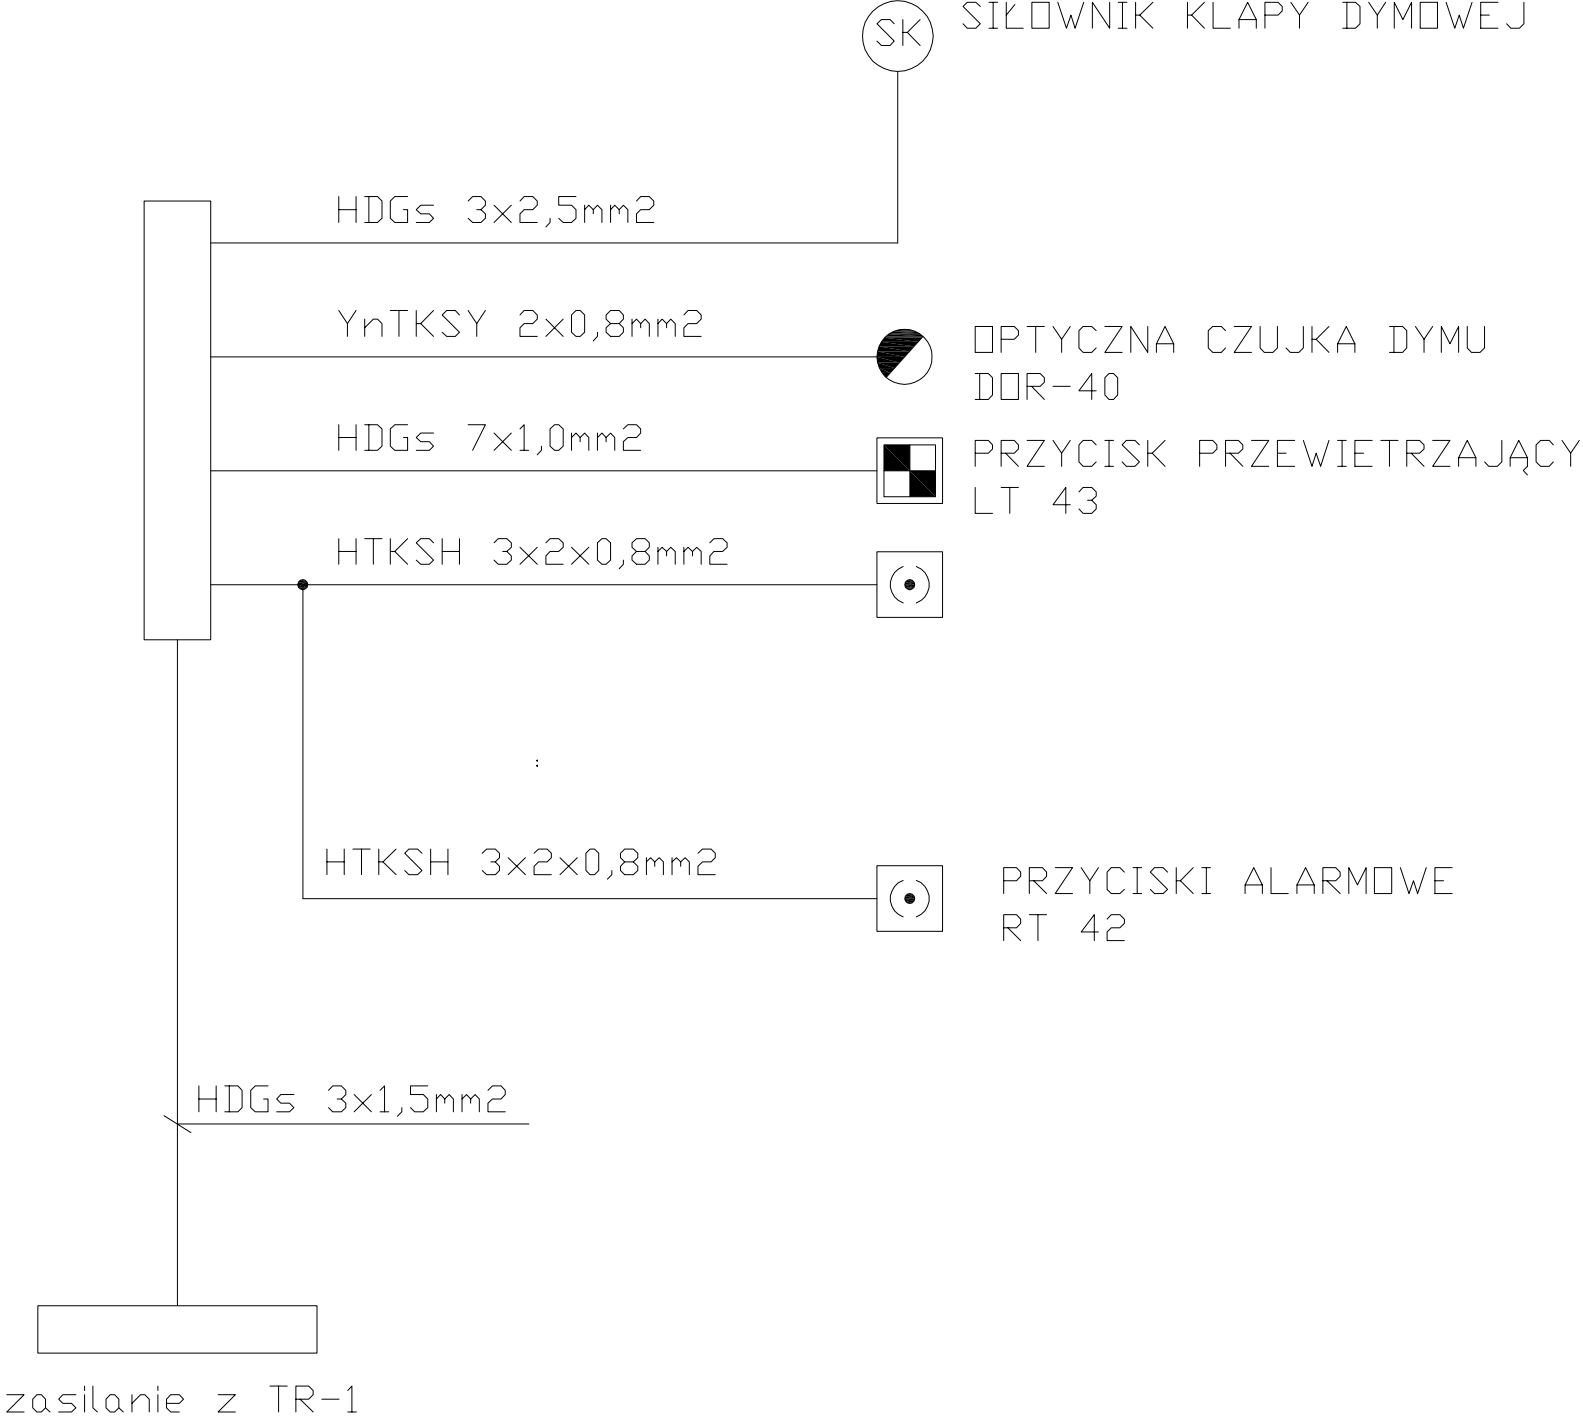 SK
SIŁOWNIK KLAPY DYMOWEJ
HDGs 3x2,5mm2
YnTKSY 2x0,8mm2
OPTYCZNA CZUJKA DYMU
DOR-40
HDGs 7x1,0mm2
PRZYCISK PRZEWIETRZAJĄCY
LT 43
HTKSH 3x2x0,8mm2
HTKSH 3x2x0,8mm2
PRZYCISKI ALARMOWE
RT 42
HDGs 3x1,5mm2
zasilanie z TR-1